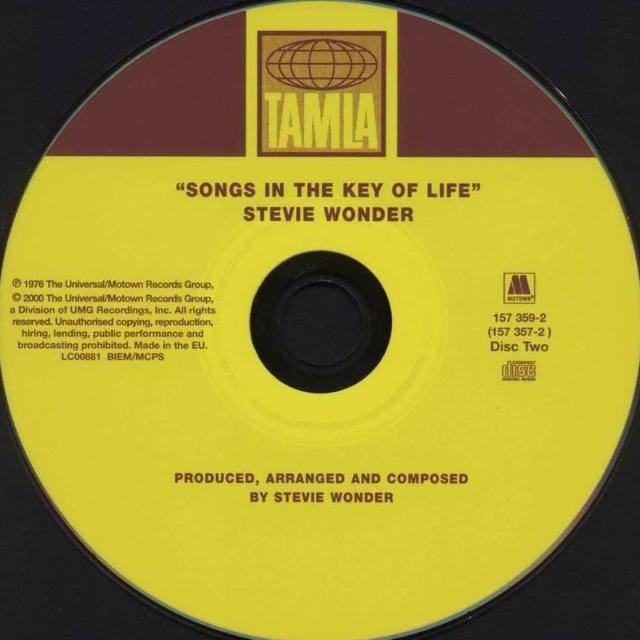 TAMLA
"SONGS IN THE KEY OF LIFE"
STEVIE WONDER
℗ 1976 The Universal/Motown Records Group,
© 2000 The Universal/Motown Records Group,
a Division of UMG Recordings, Inc. All rights
reserved. Unauthorised copying, reproduction,
hiring, lending, public performance and
broadcasting prohibited. Made in the EU.
LC00881 BIEM/MCPS
M
MOTOWN
157 359-2
(157 357-2 )
Disc Two
COMPACT
disc
DIGITAL AUDIO
PRODUCED, ARRANGED AND COMPOSED
BY STEVIE WONDER